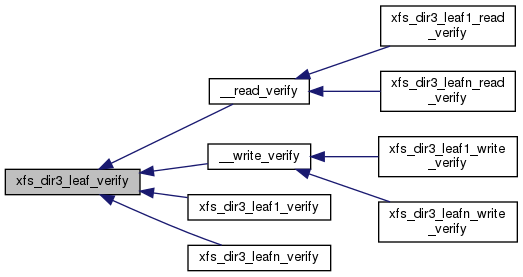 xfs_dir3_leaf1_read
_verify
__read_verify
xfs_dir3_leafn_read
_verify
__write_verify
xfs_dir3_leaf1_write
_verify
xfs_dir3_leaf_verify
xfs_dir3_leaf1_verify
xfs_dir3_leafn_write
_verify
xfs_dir3_leafn_verify